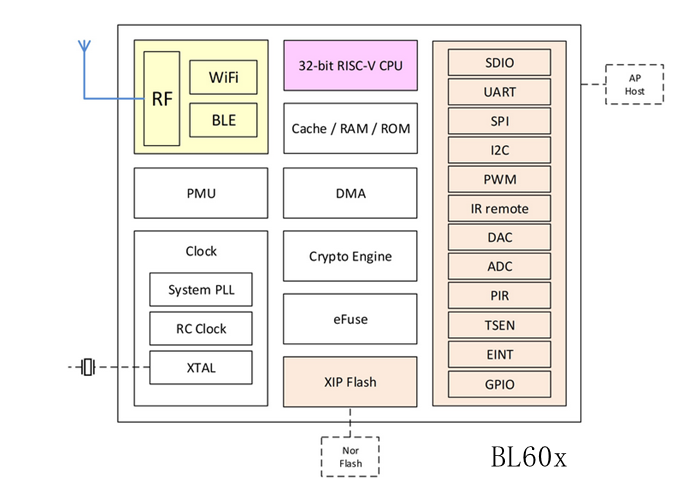 RF
WiFi
BLE
PMU
Clock
System PLL
RC Clock
XTAL
32-bit RISC-V CPU
Cache / RAM / ROM
DMA
Crypto Engine
eFuse
XIP Flash
SDIO
UART
SPI
I2C
PWM
IR remote
DAC
ADC
PIR
TSEN
EINT
GPIO
AP
Host
Nor
Flash
BL60x